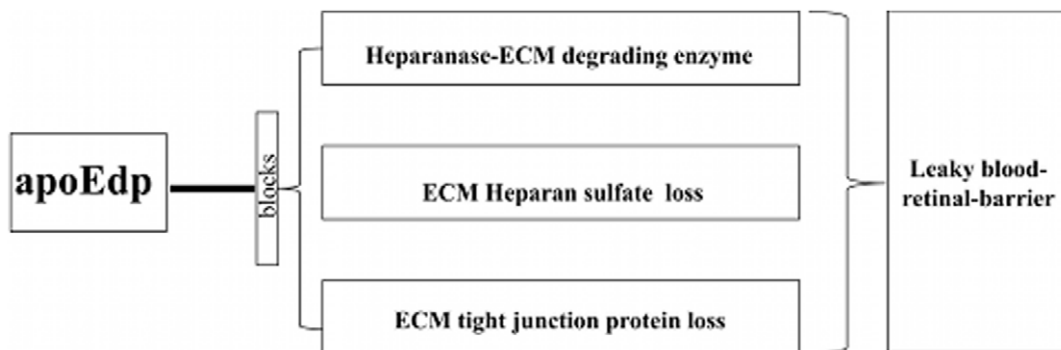 apoEdp
blocks
Heparanase-ECM degrading enzyme
ECM Heparan sulfate loss
ECM tight junction protein loss
Leaky blood-
retinal-barrier